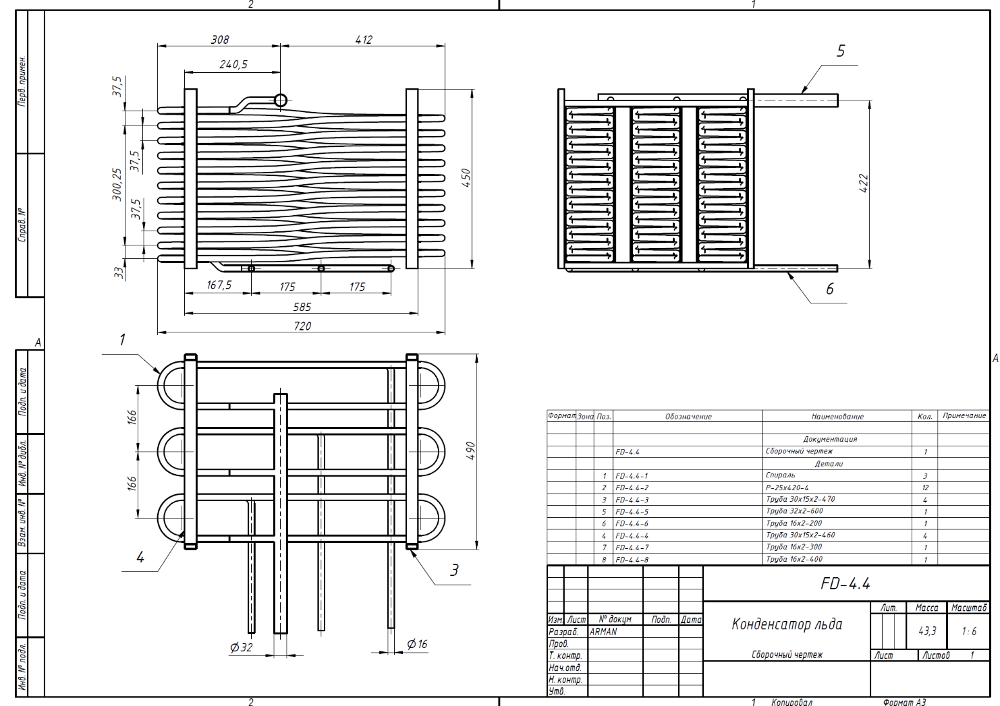 2
1
Перв. примен.
Справ. №
А
Подп. и дата
Инв. № дубл.
Взам. инв. №
Подп. и дата
Инв. № подл.
308
412
240,5
37,5
37,5
300,25
37,5
33
450
167,5
175
175
585
720
5
422
6
1
166
166
490
4
3
Ø32
Ø16
А
Формат Зона Поз. Обозначение Наименование Кол. Примечание
Документация
FD-4.4 Сборочный чертеж 1
Детали
1 FD-4.4-1 Спираль 3
2 FD-4.4-2 Р-25х420-4 12
3 FD-4.4-3 Труба 30х15х2-470 4
5 FD-4.4-5 Труба 32х2-600 1
6 FD-4.4-6 Труба 16х2-200 1
4 FD-4.4-4 Труба 30х15х2-460 4
7 FD-4.4-7 Труба 16х2-300 1
8 FD-4.4-8 Труба 16х2-400 1
FD-4.4
Изм. Лист № докум. Подп. Дата
Разраб. ARMAN
Пров.
Т. контр.
Нач.отд.
Н. контр.
Утв.
Конденсатор льда
Сборочный чертеж
Лит. Масса Масштаб
43,3 1:6
Лист Листов 1
2
1
Копировал
Формат А3